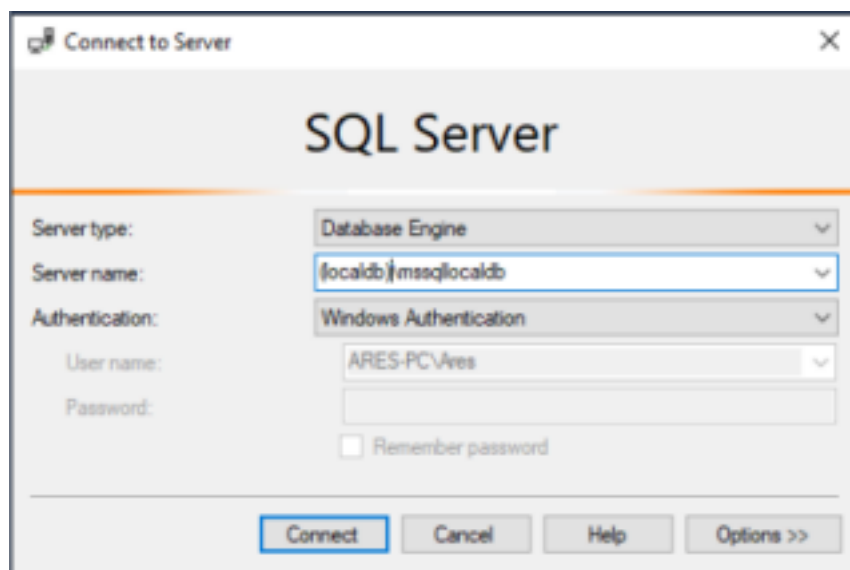 Connect to Server
SQL Server
Server type: Database Engine
Server name: (localdb)\mssqllocaldb
Authentication: Windows Authentication
User name: ARES-PC\Ares
Password:
Remember password
Connect Cancel Help Options >>